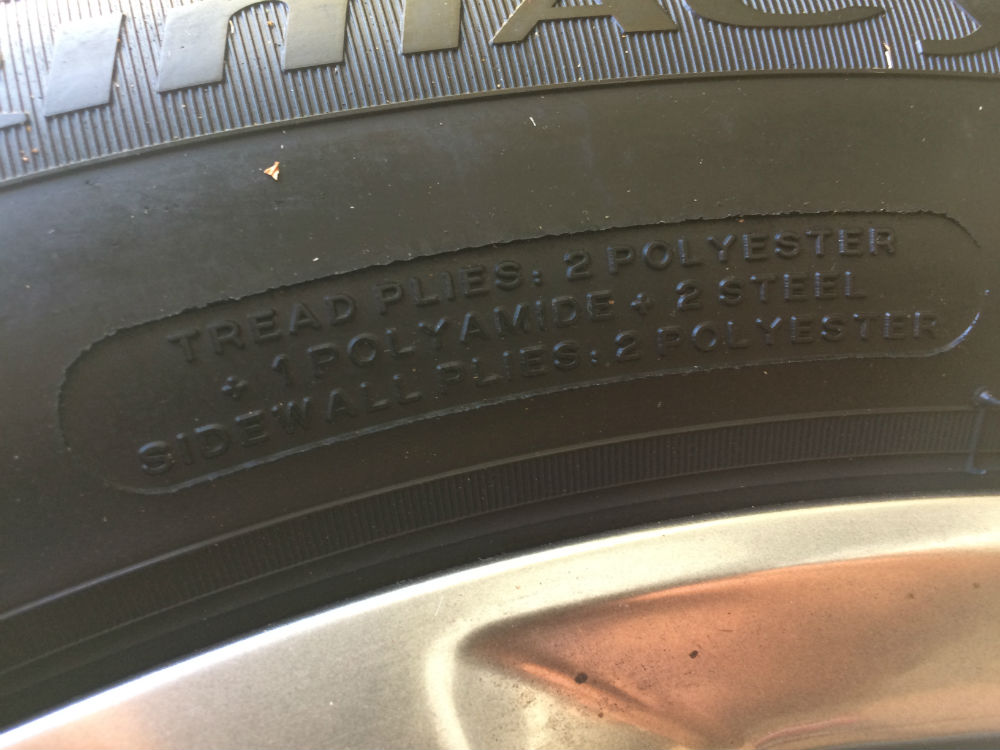 TREAD PLIES: 2 POLYESTER
+ 1 POLYAMIDE + 2 STEEL
SIDEWALL PLIES: 2 POLYESTER